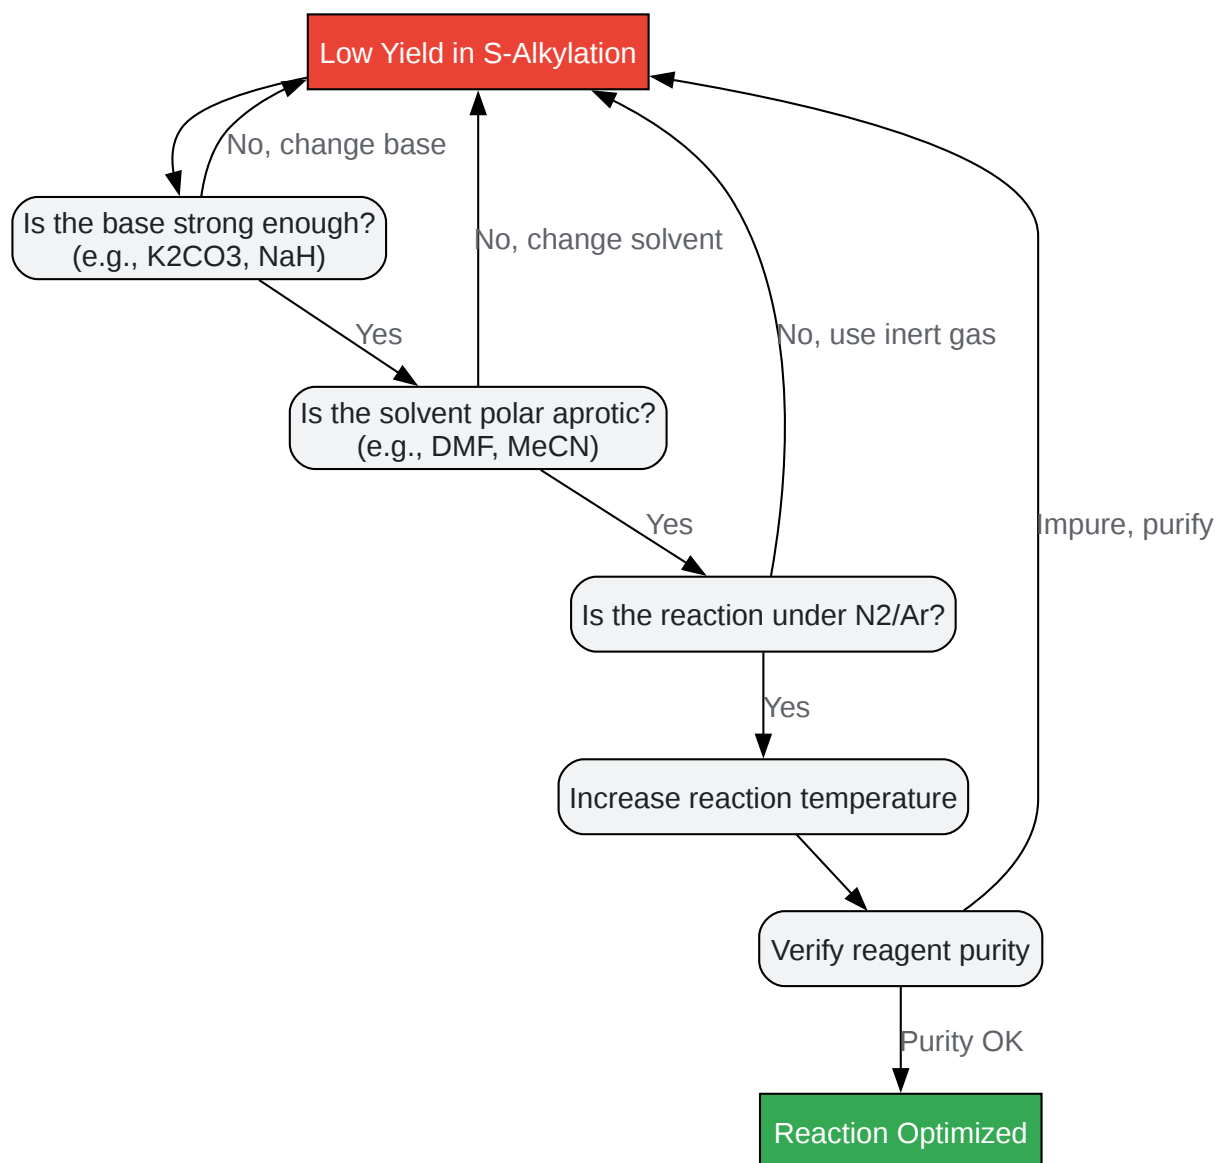 Low Yield in S-Alkylation
No, change base
Is the base strong enough?
(e.g., K2CO3, NaH)
No, change solvent
Yes
No, use inert gas
Is the solvent polar aprotic?
(e.g., DMF, MeCN)
Yes
Impure, purify
Is the reaction under N2/Ar?
Yes
Increase reaction temperature
Verify reagent purity
Purity OK
Reaction Optimized